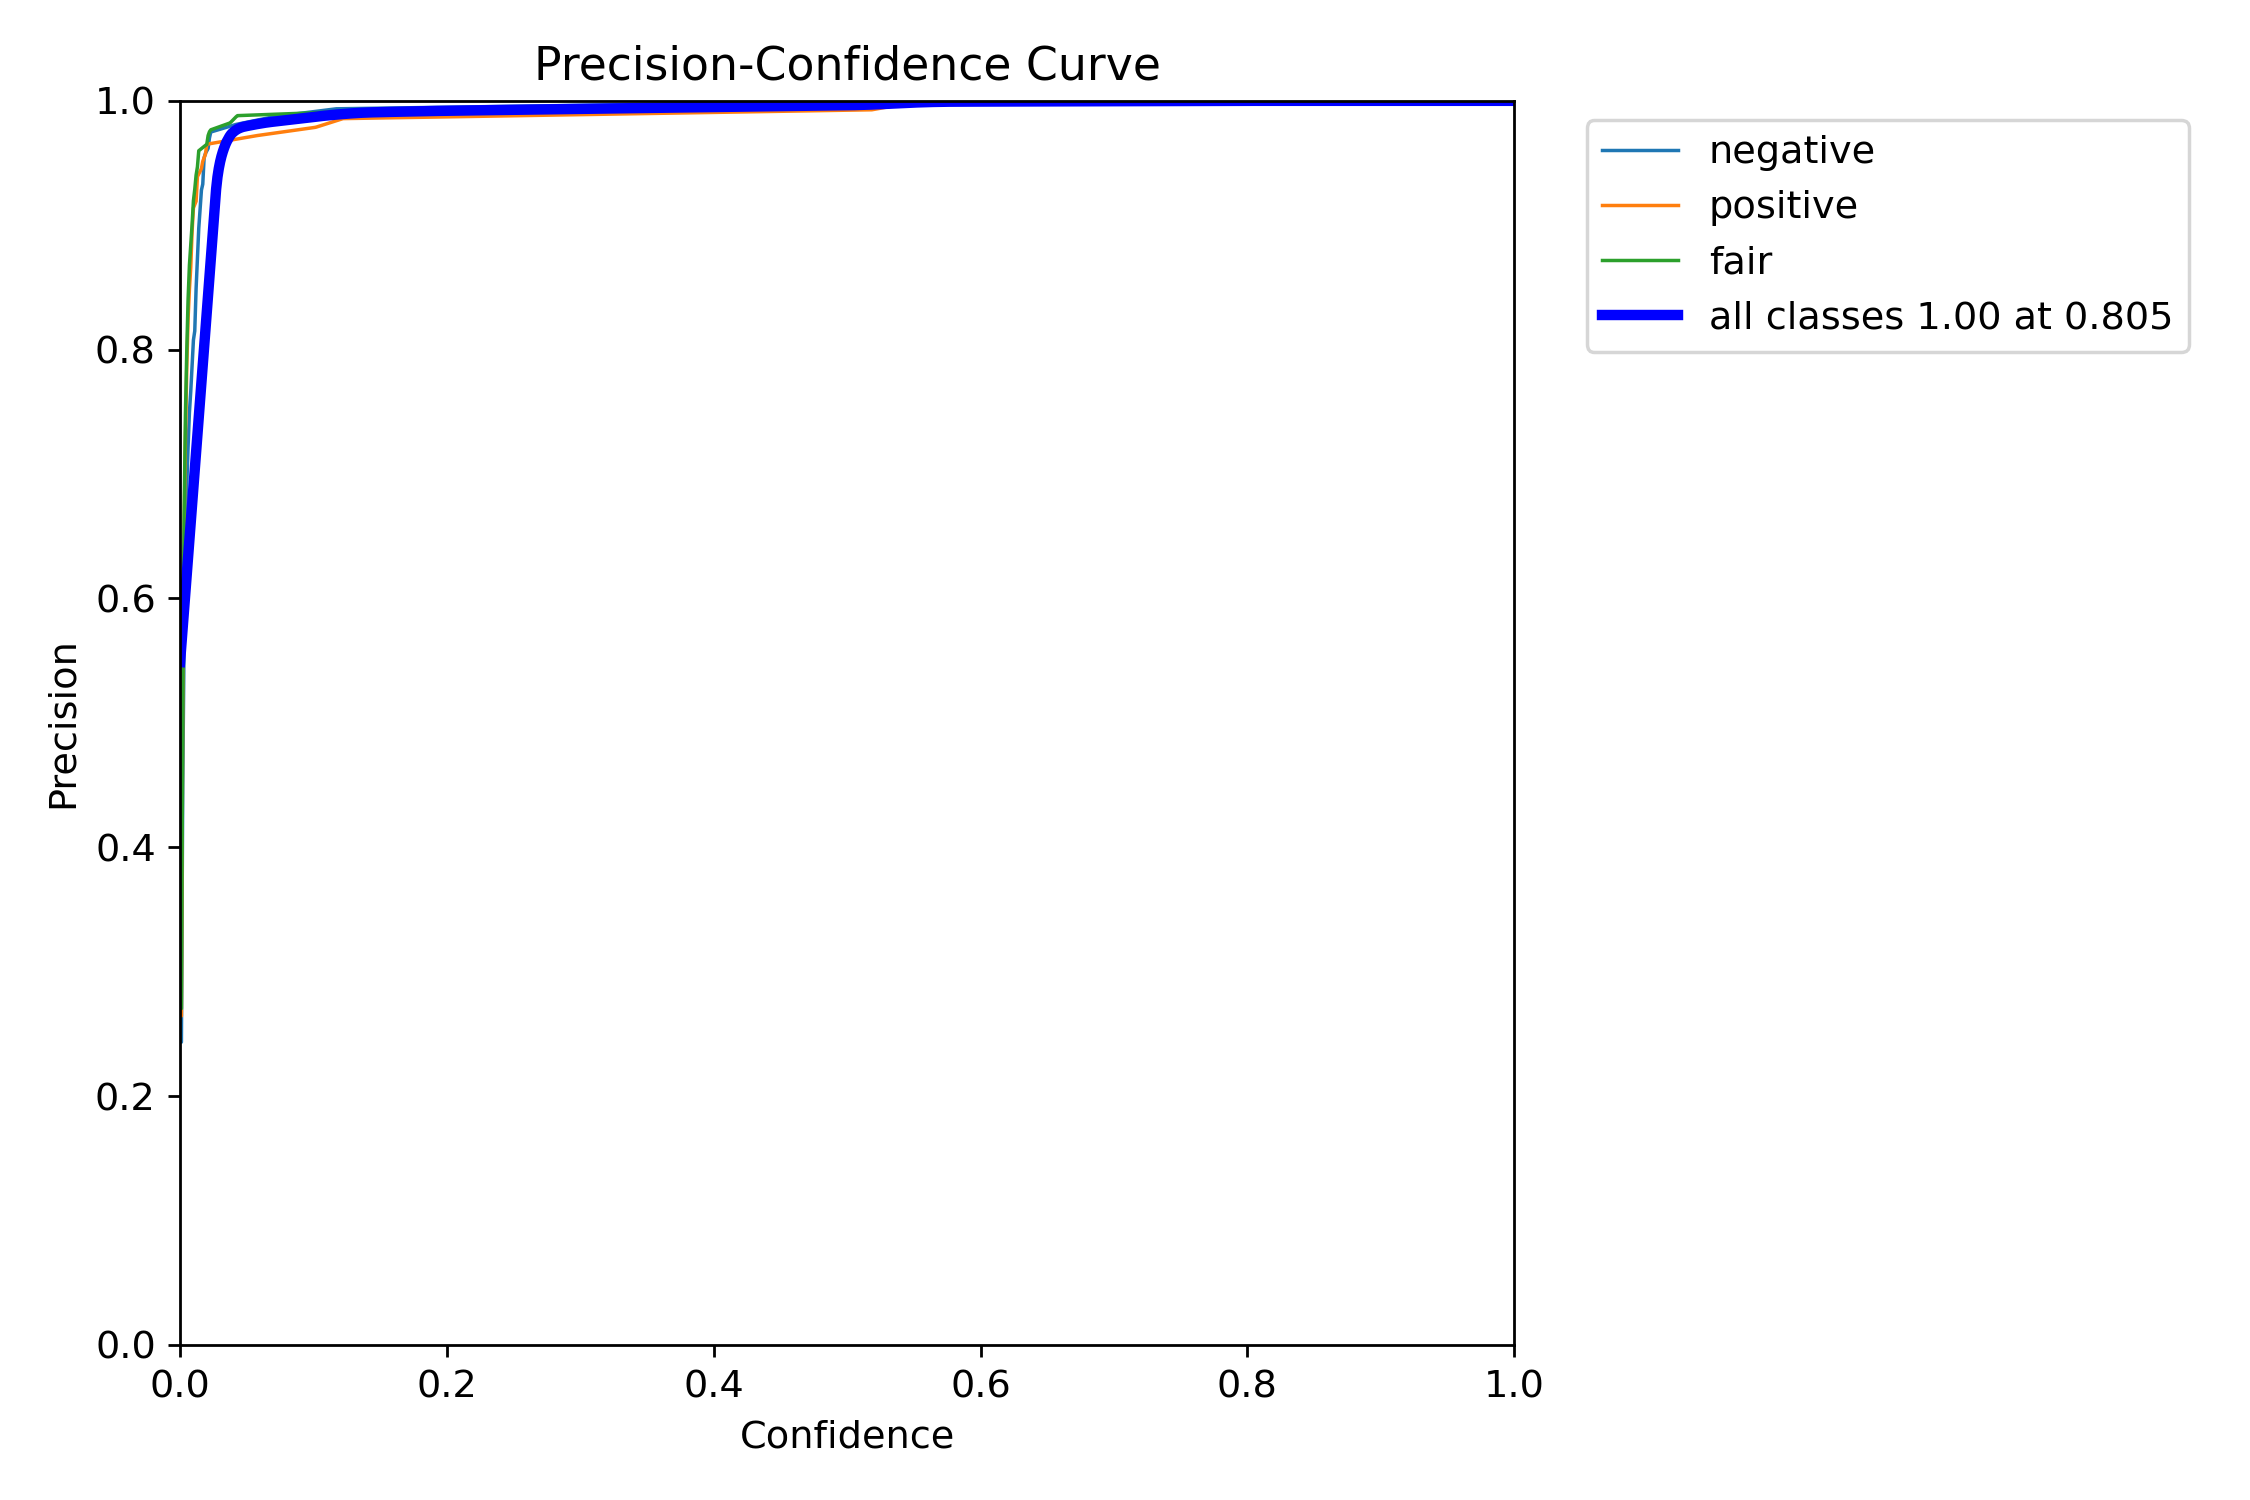 Precision-Confidence Curve
1.0
0.8
0.6
0.4
0.2
0.0
Precision
0.0 0.2 0.4 0.6 0.8 1.0
Confidence
negative
positive
fair
all classes 1.00 at 0.805